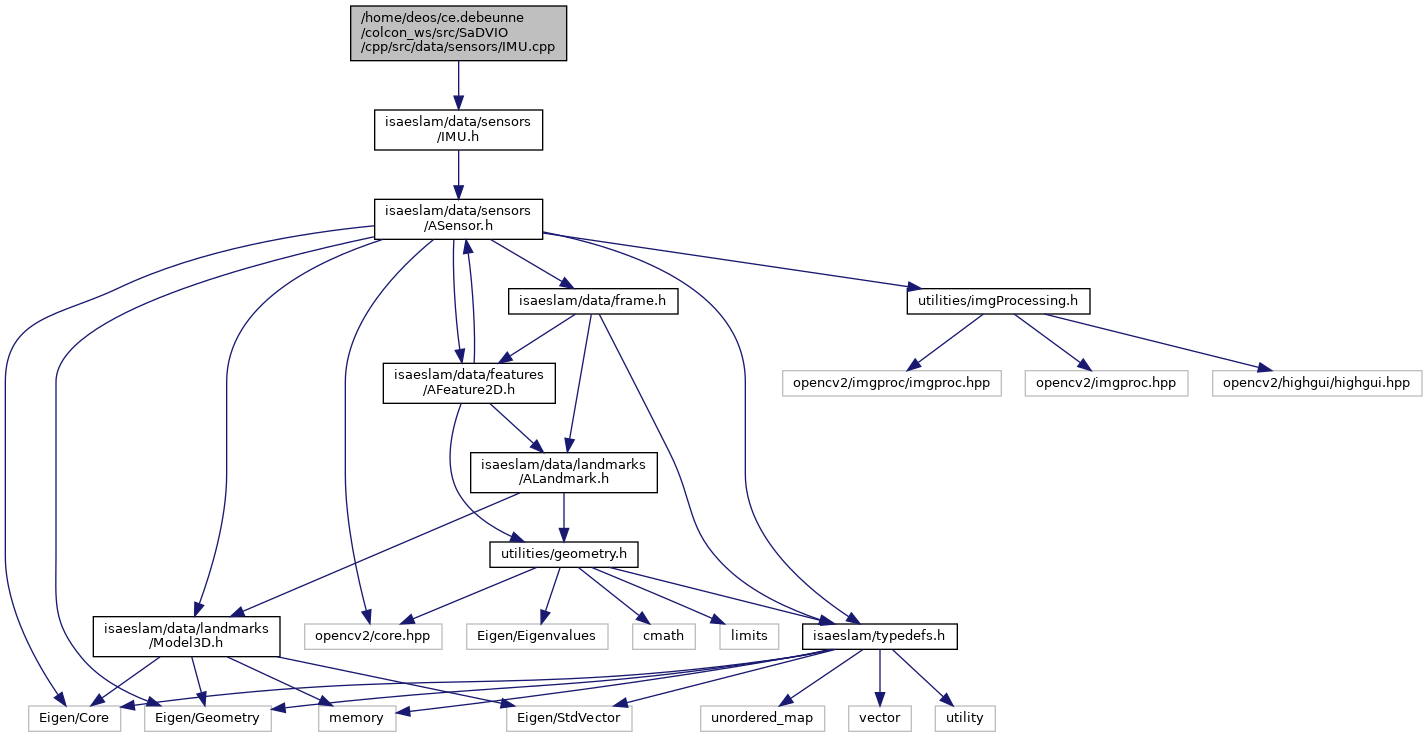 /home/deos/ce.debeunne
/colcon_ws/src/SaDVIO
/cpp/src/data/sensors/IMU.cpp
isaeslam/data/sensors
/IMU.h
isaeslam/data/sensors
/ASensor.h
isaeslam/data/frame.h
utilities/imgProcessing.h
isaeslam/data/features
/AFeature2D.h
opencv2/imgproc/imgproc.hpp
opencv2/imgproc.hpp
opencv2/highgui/highgui.hpp
isaeslam/data/landmarks
/ALandmark.h
utilities/geometry.h
isaeslam/data/landmarks
/Model3D.h
opencv2/core.hpp
Eigen/Eigenvalues
cmath
limits
isaeslam/typedefs.h
Eigen/Core
Eigen/Geometry
memory
Eigen/StdVector
unordered_map
vector
utility